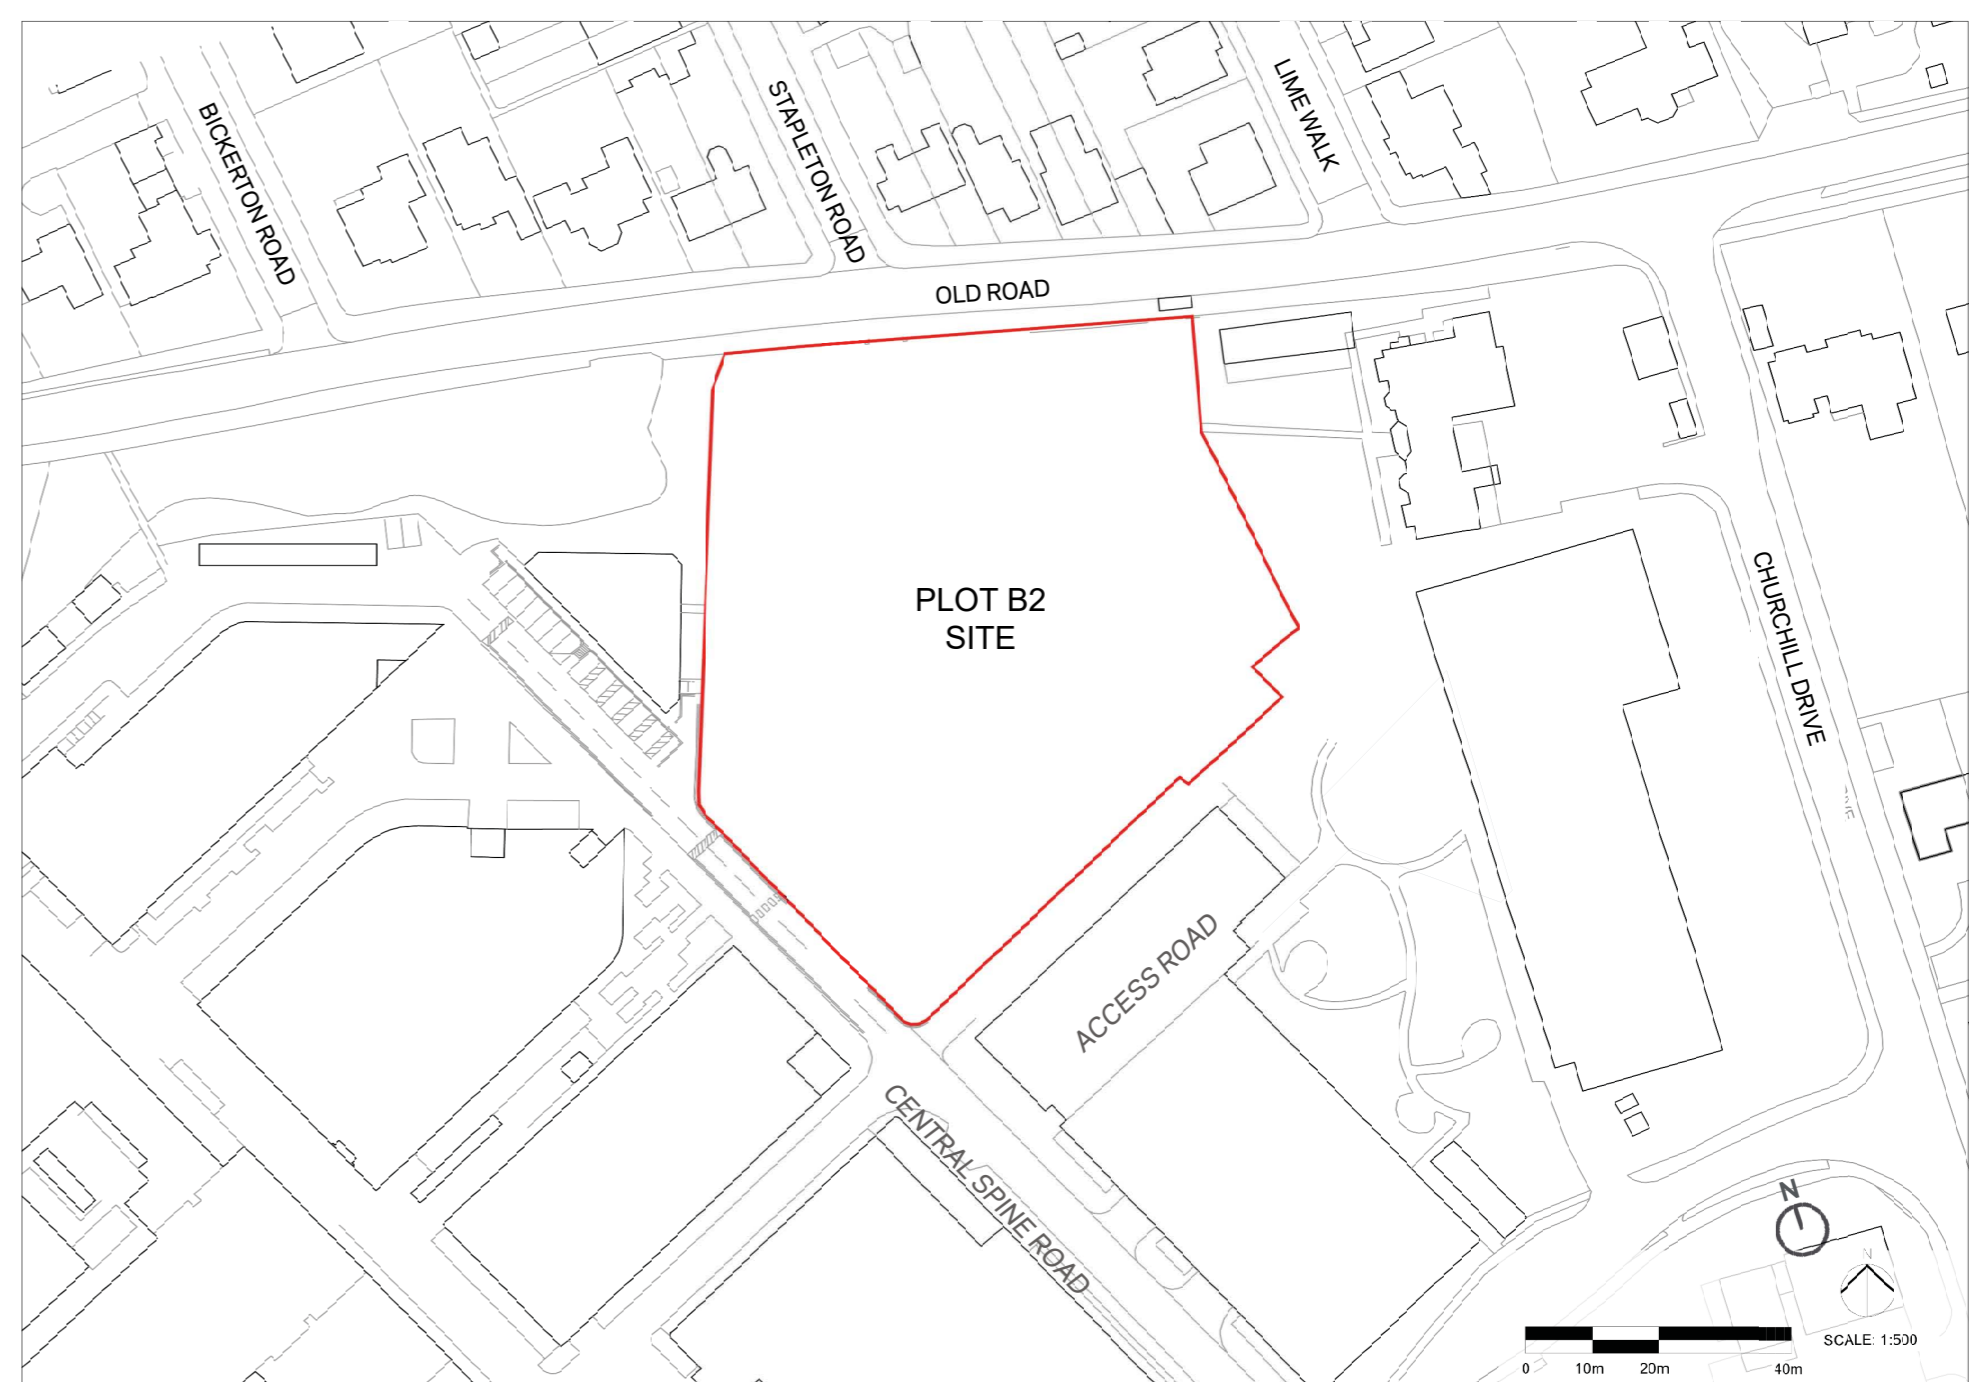 BICKERTON ROAD
STAPLETON ROAD
LIME WALK
OLD ROAD
PLOT B2
SITE
CHURCHILL DRIVE
ACCESS ROAD
CENTRAL SPINE ROAD
N
N
SCALE: 1:500
0 10m 20m 40m